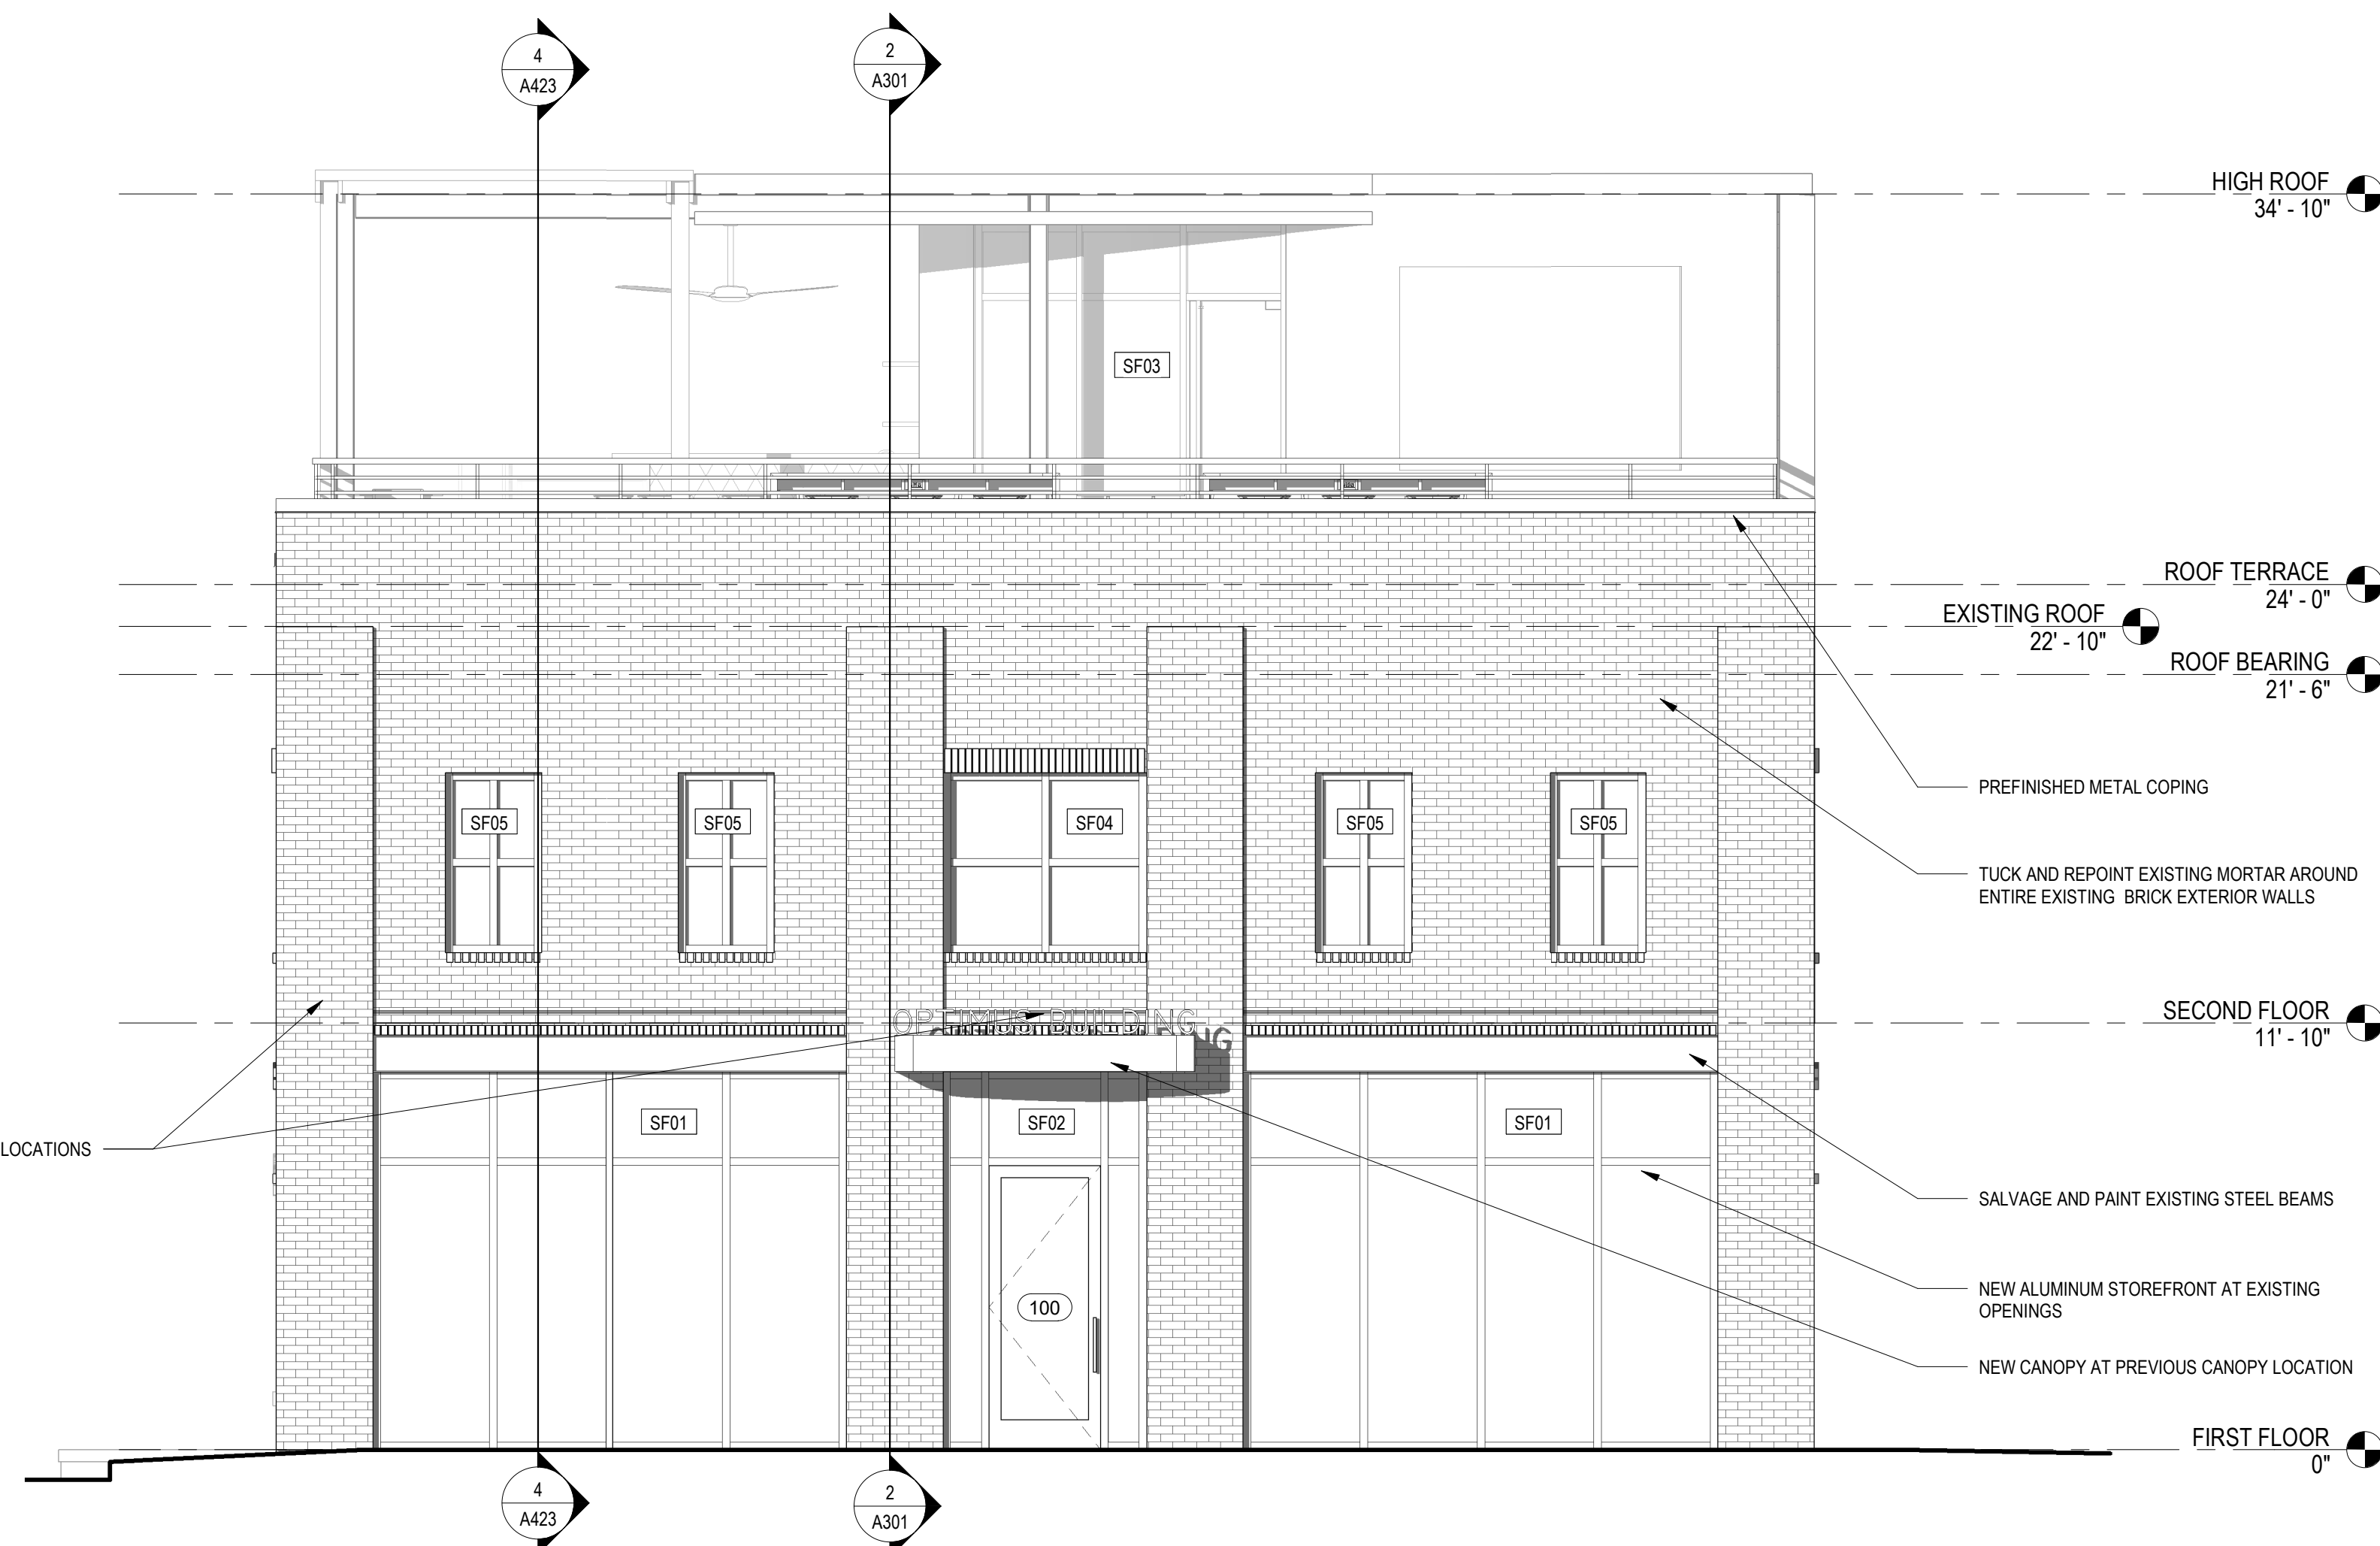 4
A423
2
A301
HIGH ROOF
34' - 10"
SF03
ROOF TERRACE
24' - 0"
EXISTING ROOF
22' - 10"
ROOF BEARING
21' - 6"
PREFINISHED METAL COPING
SF05
SF05
SF04
SF05
SF05
TUCK AND REPOINT EXISTING MORTAR AROUND
ENTIRE EXISTING BRICK EXTERIOR WALLS
OPTIMUS BUILDING
SECOND FLOOR
11' - 10"
SF01
SF02
SF01
LOCATIONS
SALVAGE AND PAINT EXISTING STEEL BEAMS
100
NEW ALUMINUM STOREFRONT AT EXISTING
OPENINGS
NEW CANOPY AT PREVIOUS CANOPY LOCATION
FIRST FLOOR
0"
4
A423
2
A301